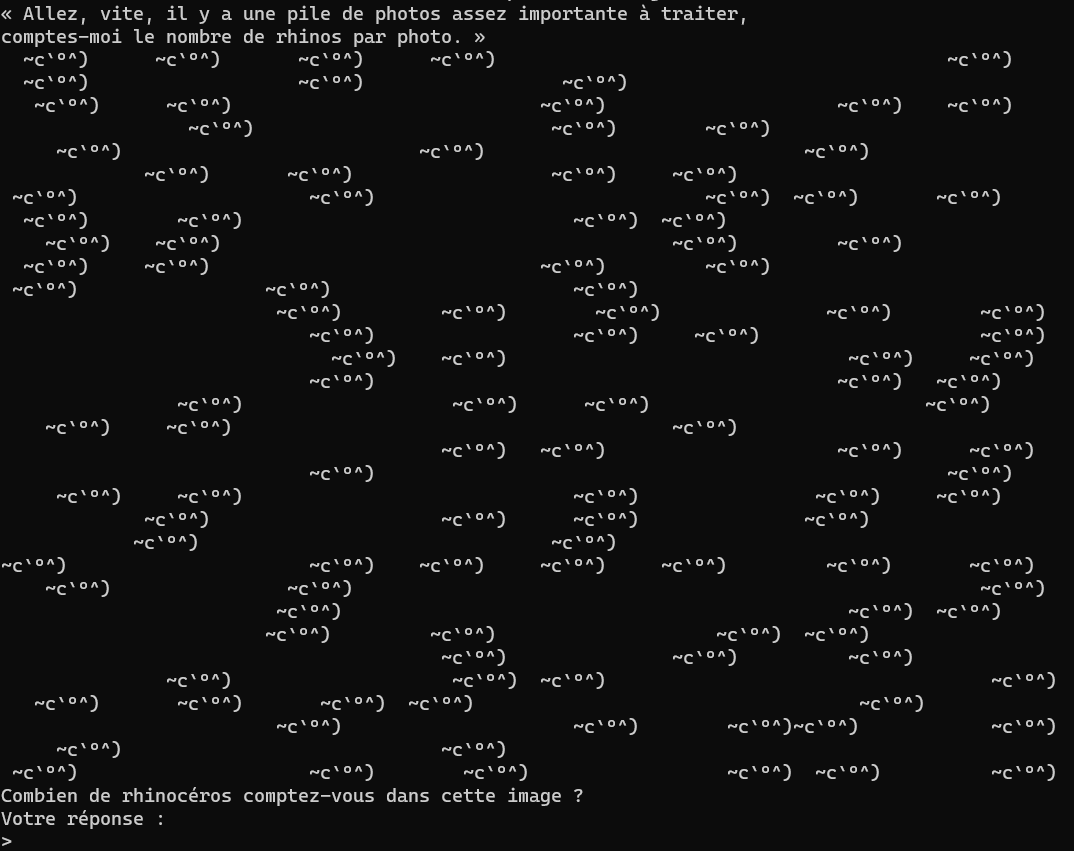 « Allez, vite, il y a une pile de photos assez importante à traiter,
comptes-moi le nombre de rhinos par photo. »
  ~c`º^)      ~c`º^)       ~c`º^)      ~c`º^)                                         ~c`º^)
  ~c`º^)                   ~c`º^)                  ~c`º^)
   ~c`º^)      ~c`º^)                            ~c`º^)                     ~c`º^)    ~c`º^)
                 ~c`º^)                           ~c`º^)        ~c`º^)
     ~c`º^)                           ~c`º^)                             ~c`º^)
             ~c`º^)       ~c`º^)                  ~c`º^)     ~c`º^)
 ~c`º^)                     ~c`º^)                              ~c`º^)  ~c`º^)       ~c`º^)
  ~c`º^)        ~c`º^)                              ~c`º^)  ~c`º^)
    ~c`º^)    ~c`º^)                                         ~c`º^)         ~c`º^)
  ~c`º^)     ~c`º^)                              ~c`º^)         ~c`º^)
 ~c`º^)                 ~c`º^)                      ~c`º^)
                         ~c`º^)         ~c`º^)        ~c`º^)               ~c`º^)        ~c`º^)
                            ~c`º^)                  ~c`º^)     ~c`º^)                    ~c`º^)
                              ~c`º^)    ~c`º^)                               ~c`º^)     ~c`º^)
                            ~c`º^)                                          ~c`º^)   ~c`º^)
                ~c`º^)                   ~c`º^)      ~c`º^)                         ~c`º^)
    ~c`º^)     ~c`º^)                                        ~c`º^)
                                        ~c`º^)   ~c`º^)                     ~c`º^)      ~c`º^)
                            ~c`º^)                                                    ~c`º^)
     ~c`º^)     ~c`º^)                              ~c`º^)                ~c`º^)     ~c`º^)
             ~c`º^)                     ~c`º^)      ~c`º^)               ~c`º^)
            ~c`º^)                                ~c`º^)
~c`º^)                      ~c`º^)    ~c`º^)     ~c`º^)     ~c`º^)         ~c`º^)       ~c`º^)
    ~c`º^)                ~c`º^)                                                         ~c`º^)
                         ~c`º^)                                              ~c`º^)  ~c`º^)
                        ~c`º^)         ~c`º^)                    ~c`º^)  ~c`º^)
                                        ~c`º^)               ~c`º^)          ~c`º^)
               ~c`º^)                    ~c`º^)  ~c`º^)                                   ~c`º^)
   ~c`º^)       ~c`º^)       ~c`º^)  ~c`º^)                                   ~c`º^)
                         ~c`º^)                     ~c`º^)        ~c`º^)~c`º^)            ~c`º^)
     ~c`º^)                             ~c`º^)
 ~c`º^)                     ~c`º^)        ~c`º^)                  ~c`º^)  ~c`º^)          ~c`º^)
Combien de rhinocéros comptez-vous dans cette image ?
Votre réponse :
>